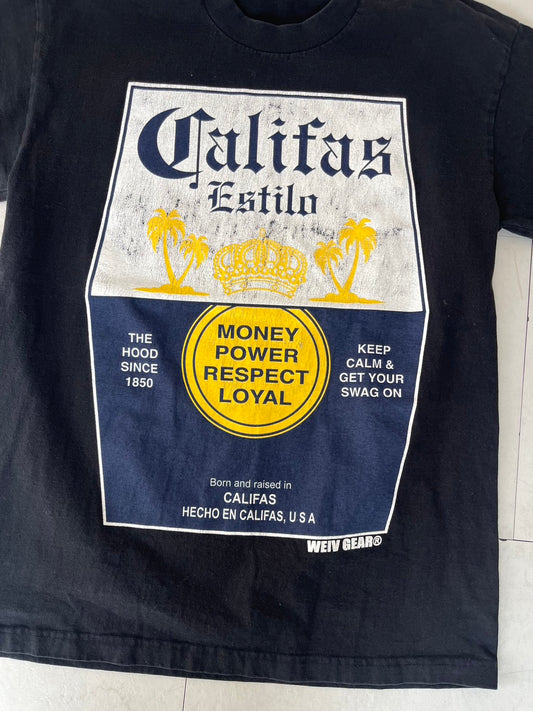 Califas
Estilo
MONEY
POWER
RESPECT
LOYAL
THE
HOOD
SINCE
1850
KEEP
CALM &
GET YOUR
SWAG ON
Born and raised in
CALIFAS
HECHO EN CALIFAS, U S A
WEIV GEAR®